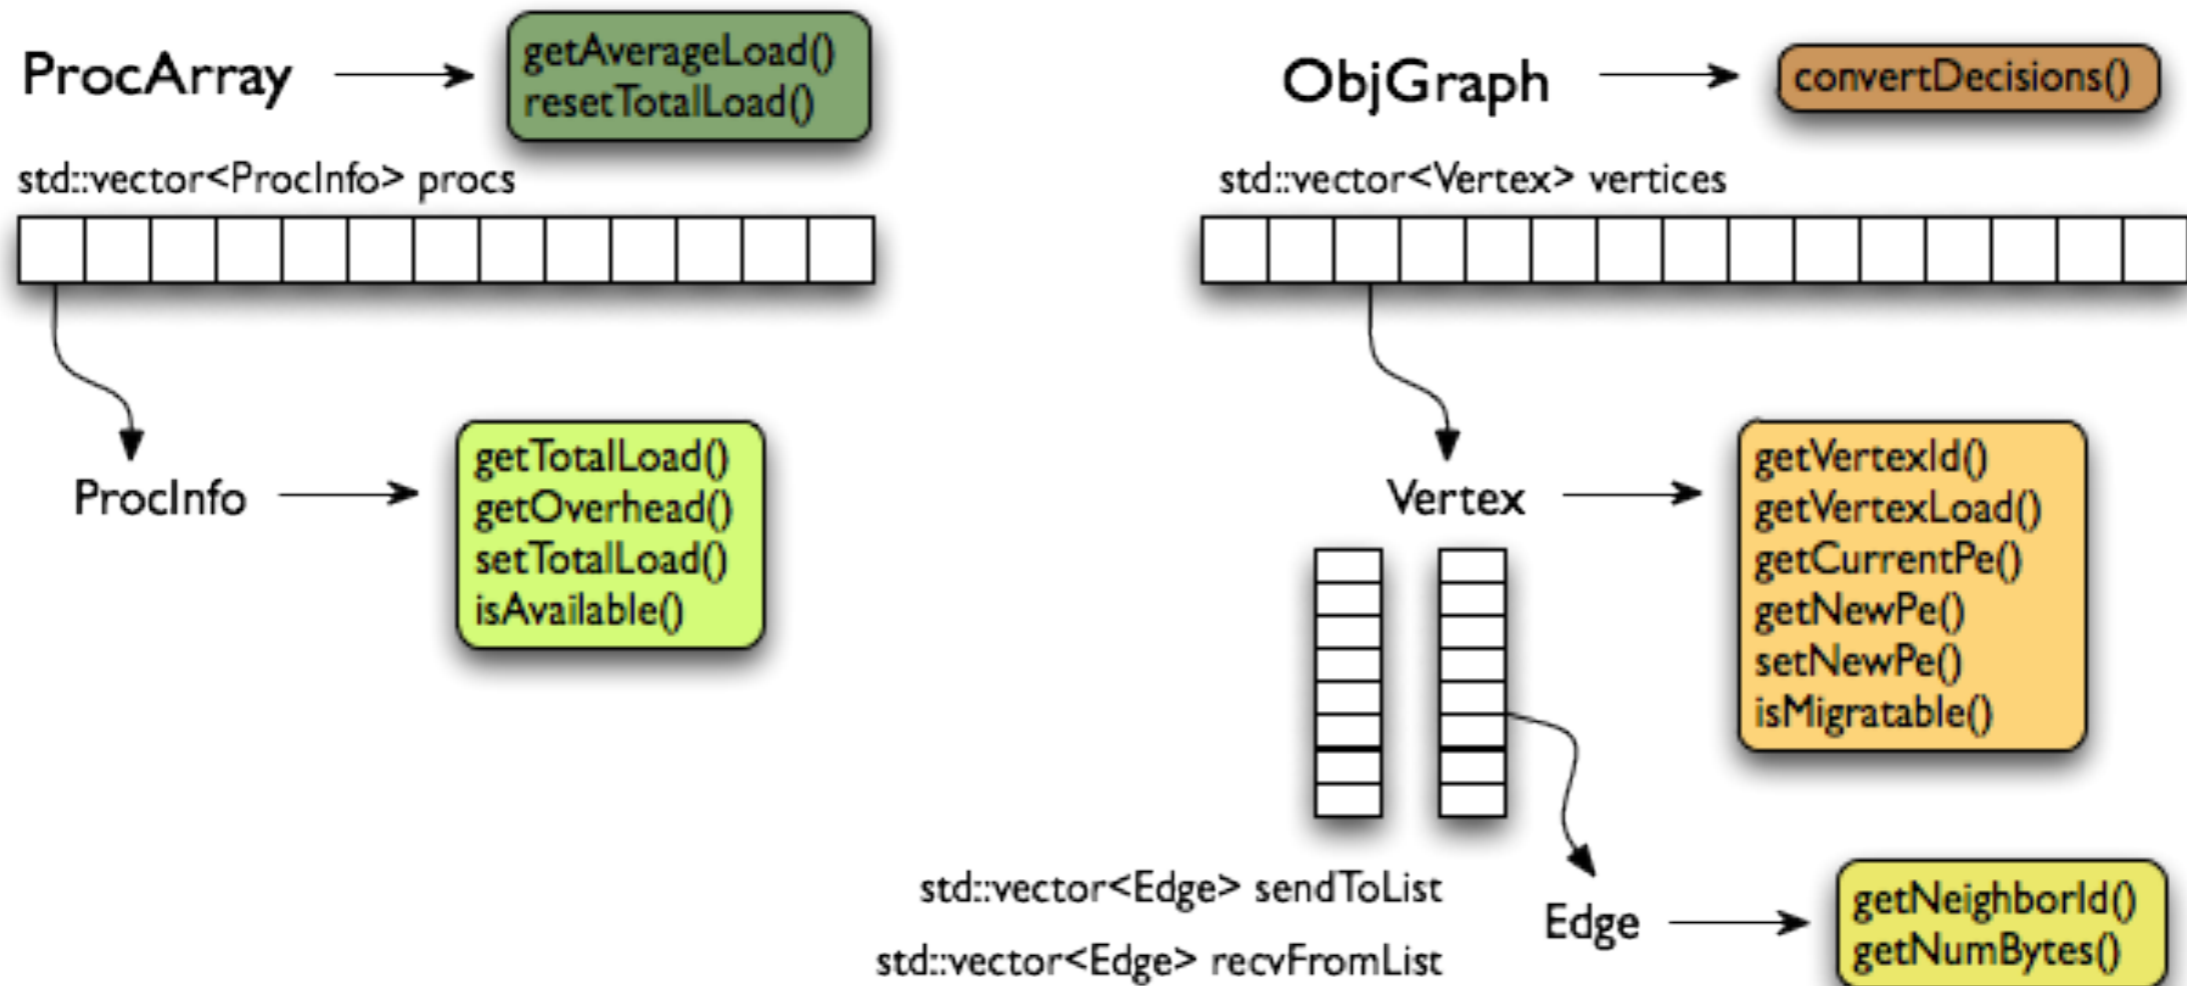 ProcArray
getAverageLoad()
resetTotalLoad()
std::vector<ProcInfo> procs
ProcInfo
getTotalLoad()
getOverhead()
setTotalLoad()
isAvailable()
ObjGraph
convertDecisions()
std::vector<Vertex> vertices
Vertex
getVertexId()
getVertexLoad()
getCurrentPe()
getNewPe()
setNewPe()
isMigratable()
std::vector<Edge> sendToList
std::vector<Edge> recvFromList
Edge
getNeighborId()
getNumBytes()